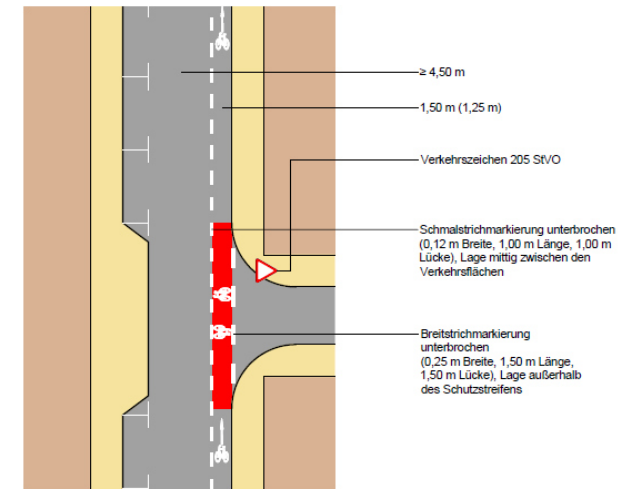 ≥ 4,50 m
1,50 m (1,25 m)
Verkehrszeichen 205 StVO
Schmalstrichmarkierung unterbrochen
(0,12 m Breite, 1,00 m Länge, 1,00 m
Lücke), Lage mittig zwischen den
Verkehrsflächen
Breitstrichmarkierung
unterbrochen
(0,25 m Breite, 1,50 m Länge,
1,50 m Lücke), Lage außerhalb
des Schutzstreifens